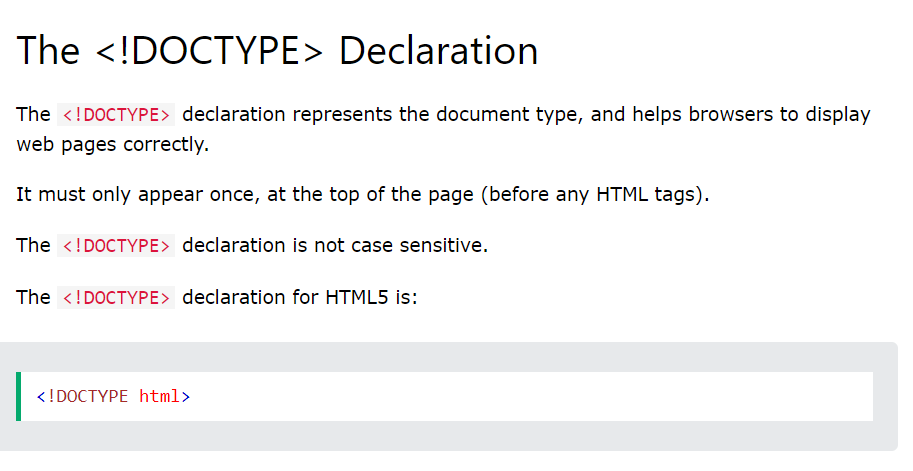 The <!DOCTYPE> Declaration
The <!DOCTYPE> declaration represents the document type, and helps browsers to display
web pages correctly.
It must only appear once, at the top of the page (before any HTML tags).
The <!DOCTYPE> declaration is not case sensitive.
The <!DOCTYPE> declaration for HTML5 is:
<!DOCTYPE html>